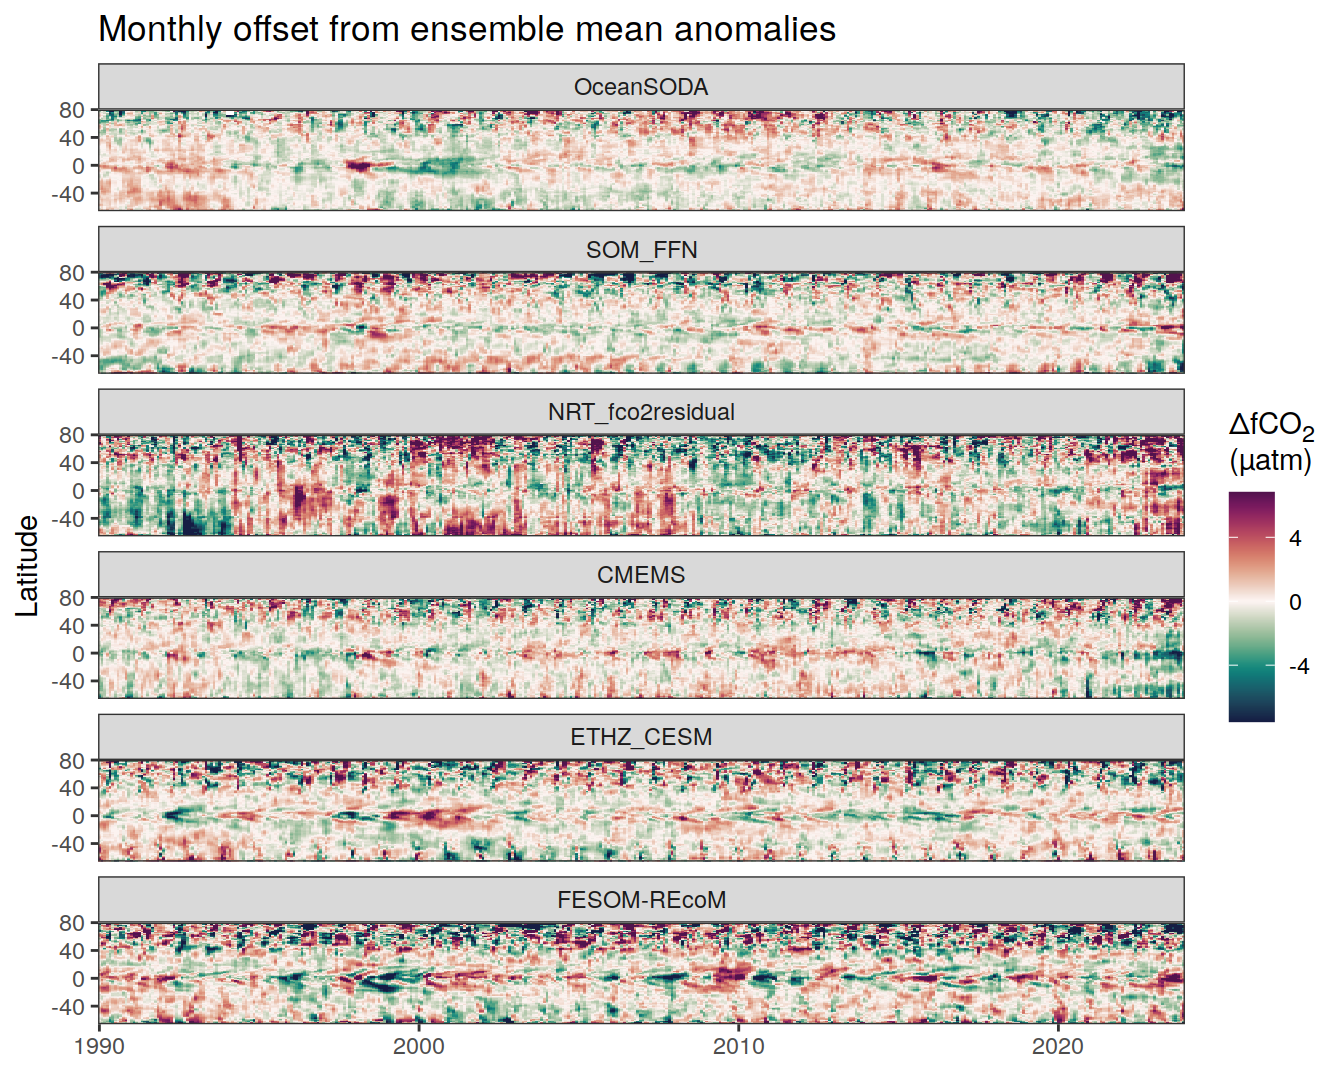 Monthly offset from ensemble mean anomalies
OceanSODA
80
40
0
-40
SOM_FFN
80
40
0
-40
NRT_fco2residual
80
40
0
-40
CMEMS
80
40
0
-40
ETHZ_CESM
80
40
0
-40
FESOM-REcoM
80
40
0
-40
1990 2000 2010 2020
Latitude
ΔfCO₂
(µatm)
4
0
-4